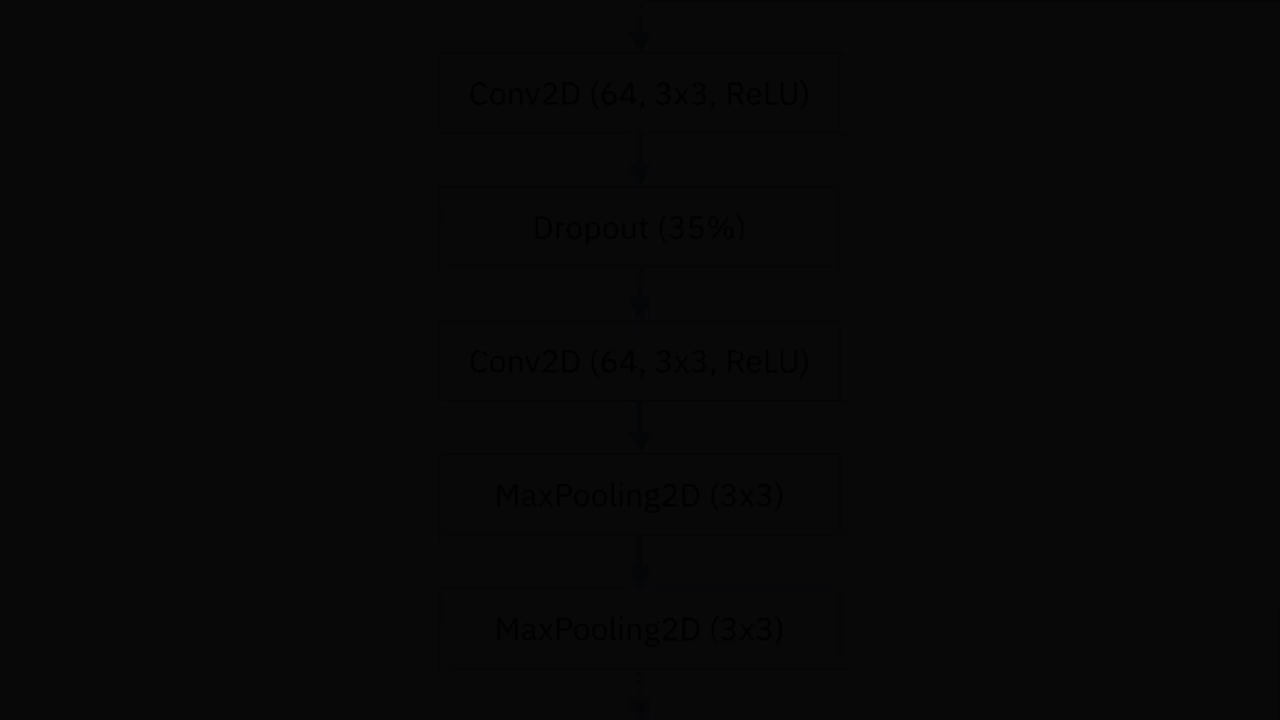 Conv2D (64, 3x3, ReLU)
Dropout (35%)
Conv2D (64, 3x3, ReLU)
MaxPooling2D (3x3)
MaxPooling2D (3x3)